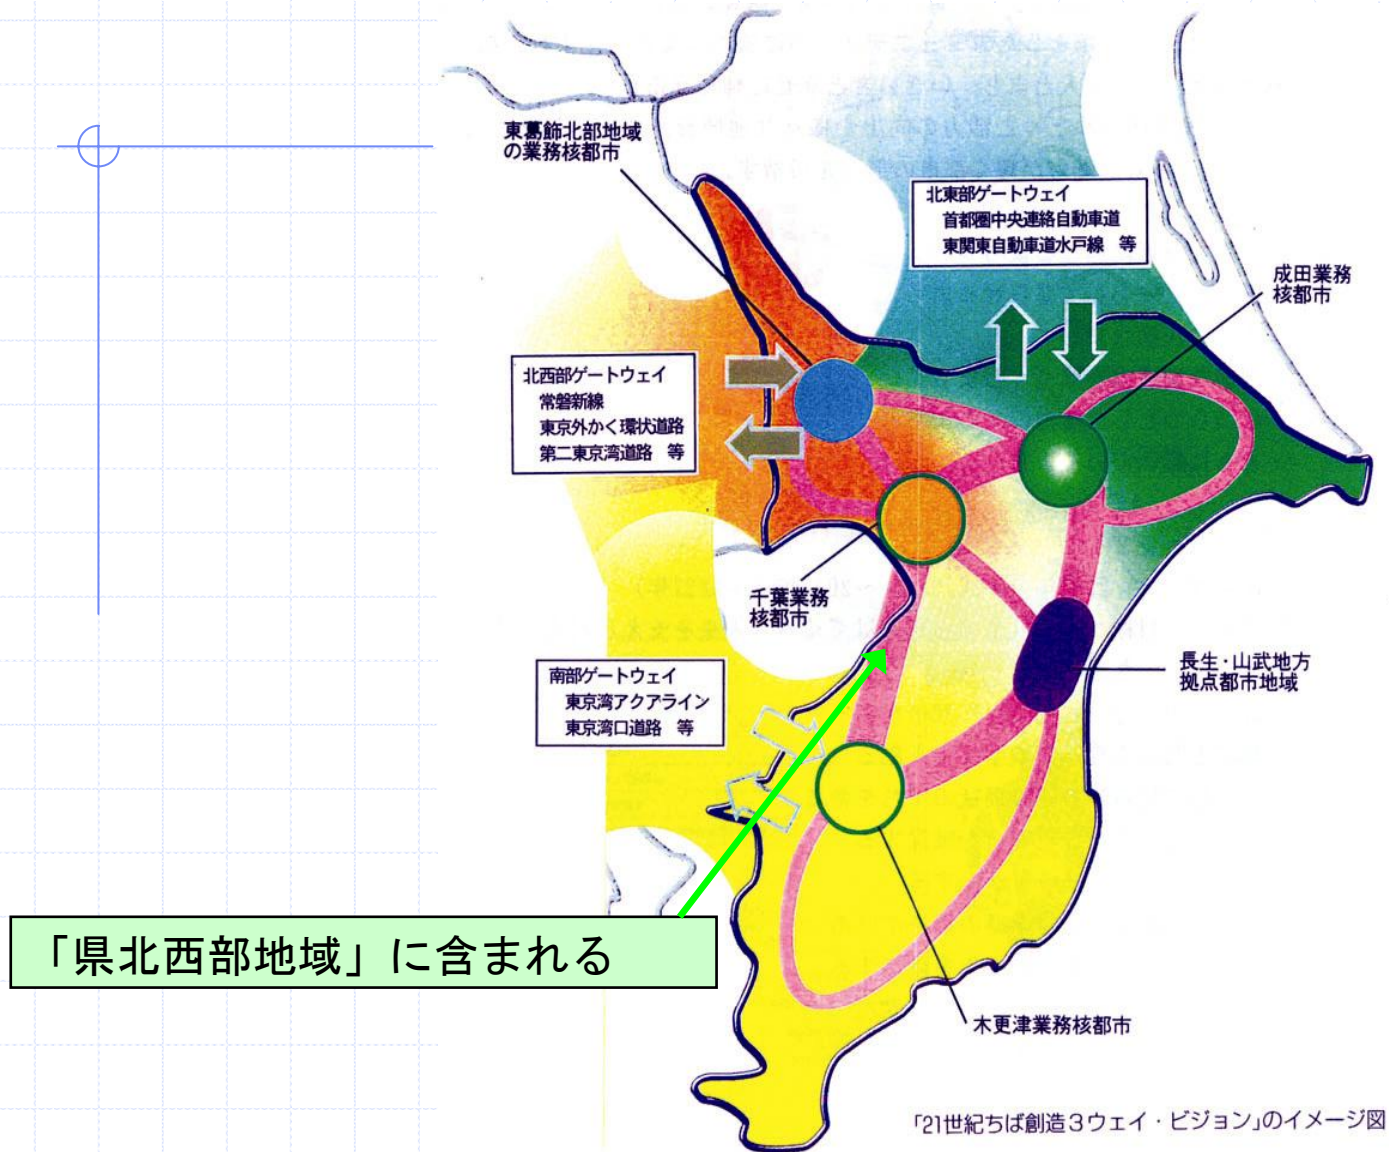 東葛飾北部地域
の業務核都市
北東部ゲートウェイ
首都圏中央連絡自動車道
東関東自動車道水戸線 等
成田業務
核都市
北西部ゲートウェイ
常磐新線
東京外かく環状道路
第二東京湾道路 等
千葉業務
核都市
南部ゲートウェイ
東京湾アクアライン
東京湾口道路 等
長生・山武地方
拠点都市地域
「県北西部地域」に含まれる
木更津業務核都市
「21世紀ちば創造3ウェイ・ビジョン」のイメージ図